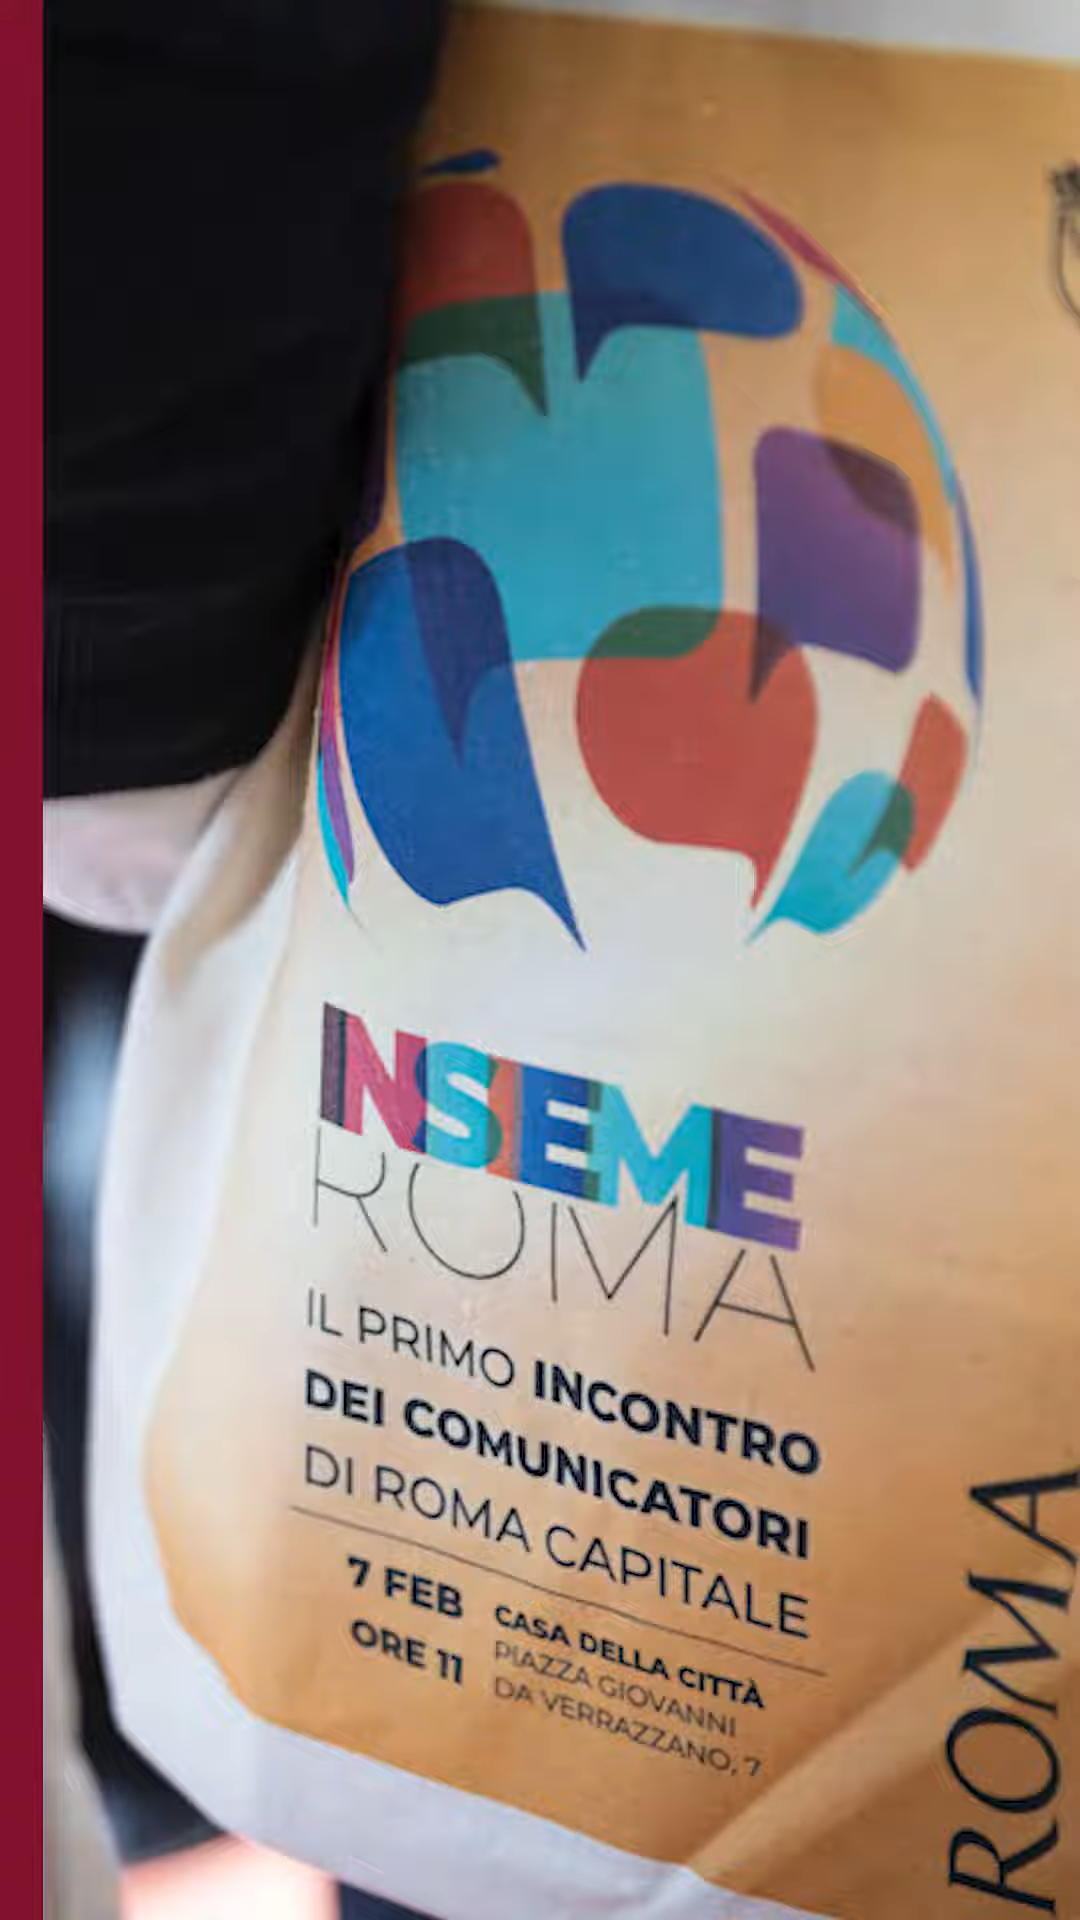 INSIEME
ROMA
IL PRIMO INCONTRO
DEI COMUNICATORI
DI ROMA CAPITALE
7 FEB
ORE 11
CASA DELLA CITTÀ
PIAZZA GIOVANNI
DA VERRAZZANO, 7
ROMA